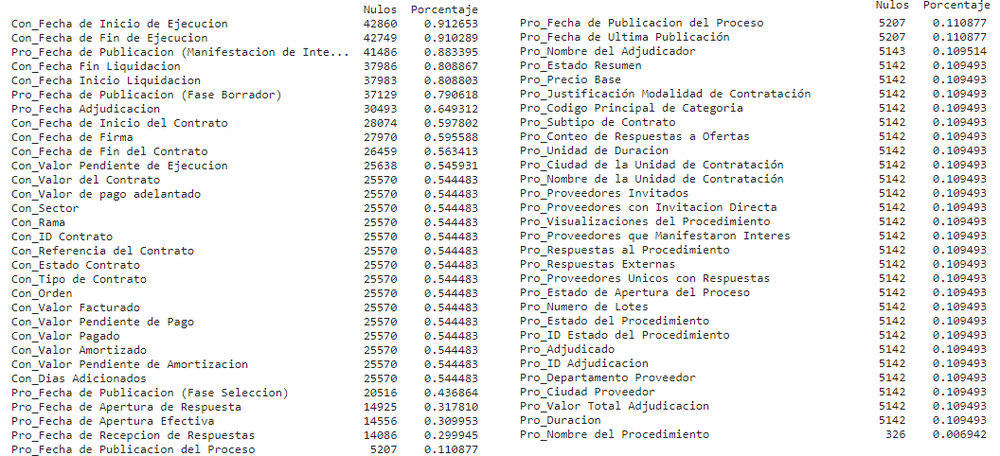 Nulos Porcentaje
Con_Fecha de Inicio de Ejecucion 42860 0.912653
Con_Fecha de Fin de Ejecucion 42749 0.910289
Pro_Fecha de Publicacion (Manifestacion de Inte... 41486 0.883395
Con_Fecha Fin Liquidacion 37986 0.808867
Con_Fecha Inicio Liquidacion 37983 0.808803
Pro_Fecha de Publicacion (Fase Borrador) 37129 0.790618
Pro_Fecha Adjudicacion 30493 0.649312
Con_Fecha de Inicio del Contrato 28074 0.597802
Con_Fecha de Firma 27970 0.595588
Con_Fecha de Fin del Contrato 26459 0.563413
Con_Valor Pendiente de Ejecucion 25638 0.545931
Con_Valor del Contrato 25570 0.544483
Con_Valor de pago adelantado 25570 0.544483
Con_Sector 25570 0.544483
Con_Rama 25570 0.544483
Con_ID Contrato 25570 0.544483
Con_Referencia del Contrato 25570 0.544483
Con_Estado Contrato 25570 0.544483
Con_Tipo de Contrato 25570 0.544483
Con_Orden 25570 0.544483
Con_Valor Facturado 25570 0.544483
Con_Valor Pendiente de Pago 25570 0.544483
Con_Valor Pagado 25570 0.544483
Con_Valor Amortizado 25570 0.544483
Con_Valor Pendiente de Amortizacion 25570 0.544483
Con_Dias Adicionados 25570 0.544483
Pro_Fecha de Publicacion (Fase Seleccion) 20516 0.436864
Pro_Fecha de Apertura de Respuesta 14925 0.317810
Pro_Fecha de Apertura Efectiva 14556 0.309953
Pro_Fecha de Recepcion de Respuestas 14086 0.299945
Pro_Fecha de Publicacion del Proceso 5207 0.110877
Nulos Porcentaje
Pro_Fecha de Publicacion del Proceso 5207 0.110877
Pro_Fecha de Ultima Publicación 5207 0.110877
Pro_Nombre del Adjudicador 5143 0.109514
Pro_Estado Resumen 5142 0.109493
Pro_Precio Base 5142 0.109493
Pro_Justificación Modalidad de Contratación 5142 0.109493
Pro_Codigo Principal de Categoria 5142 0.109493
Pro_Subtipo de Contrato 5142 0.109493
Pro_Conteo de Respuestas a Ofertas 5142 0.109493
Pro_Unidad de Duracion 5142 0.109493
Pro_Ciudad de la Unidad de Contratación 5142 0.109493
Pro_Nombre de la Unidad de Contratación 5142 0.109493
Pro_Proveedores Invitados 5142 0.109493
Pro_Proveedores con Invitacion Directa 5142 0.109493
Pro_Visualizaciones del Procedimiento 5142 0.109493
Pro_Proveedores que Manifestaron Interes 5142 0.109493
Pro_Respuestas al Procedimiento 5142 0.109493
Pro_Respuestas Externas 5142 0.109493
Pro_Proveedores Unicos con Respuestas 5142 0.109493
Pro_Estado de Apertura del Proceso 5142 0.109493
Pro_Numero de Lotes 5142 0.109493
Pro_Estado del Procedimiento 5142 0.109493
Pro_ID Estado del Procedimiento 5142 0.109493
Pro_Adjudicado 5142 0.109493
Pro_ID Adjudicacion 5142 0.109493
Pro_Departamento Proveedor 5142 0.109493
Pro_Ciudad Proveedor 5142 0.109493
Pro_Valor Total Adjudicacion 5142 0.109493
Pro_Duracion 5142 0.109493
Pro_Nombre del Procedimiento 326 0.006942